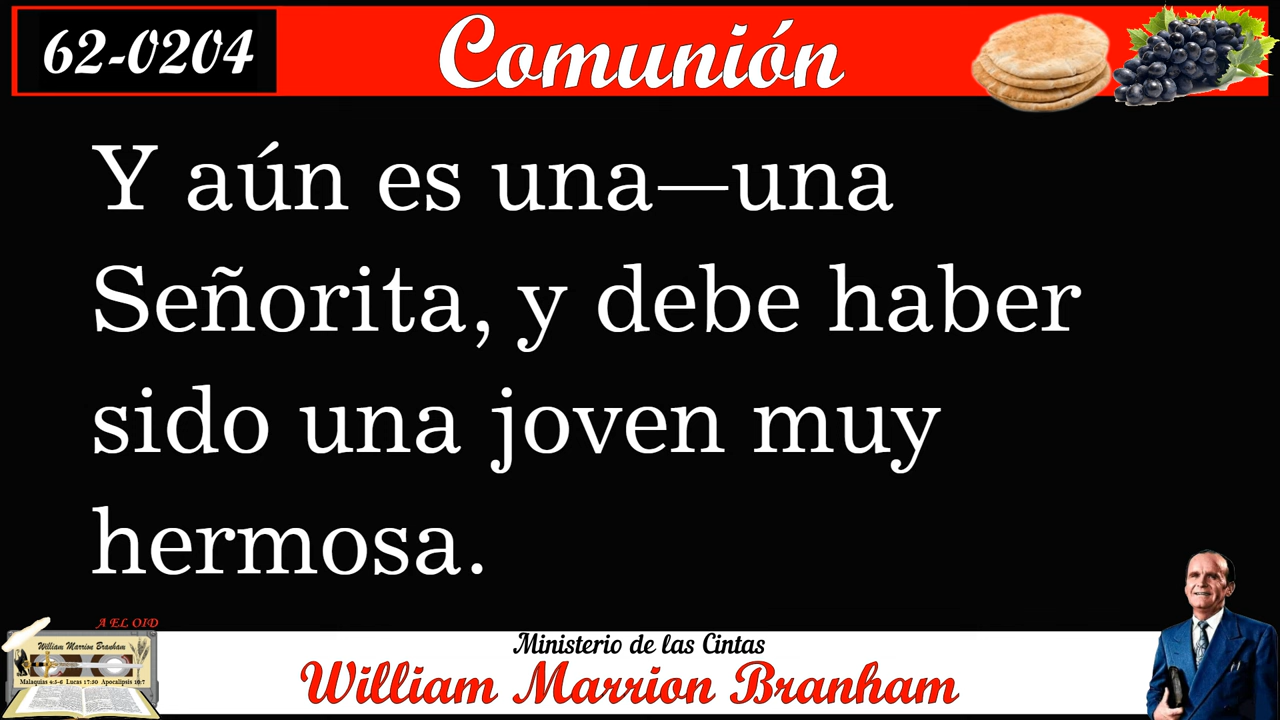 62-0204
Comunión
Y aún es una—una
Señorita, y debe haber
sido una joven muy
hermosa.
A EL OID
William Marrion Branham
Malaquias 4:5-6 Lucas 17:30 Apocalipsis 10:7
Ministerio de las Cintas
William Marrion Branham